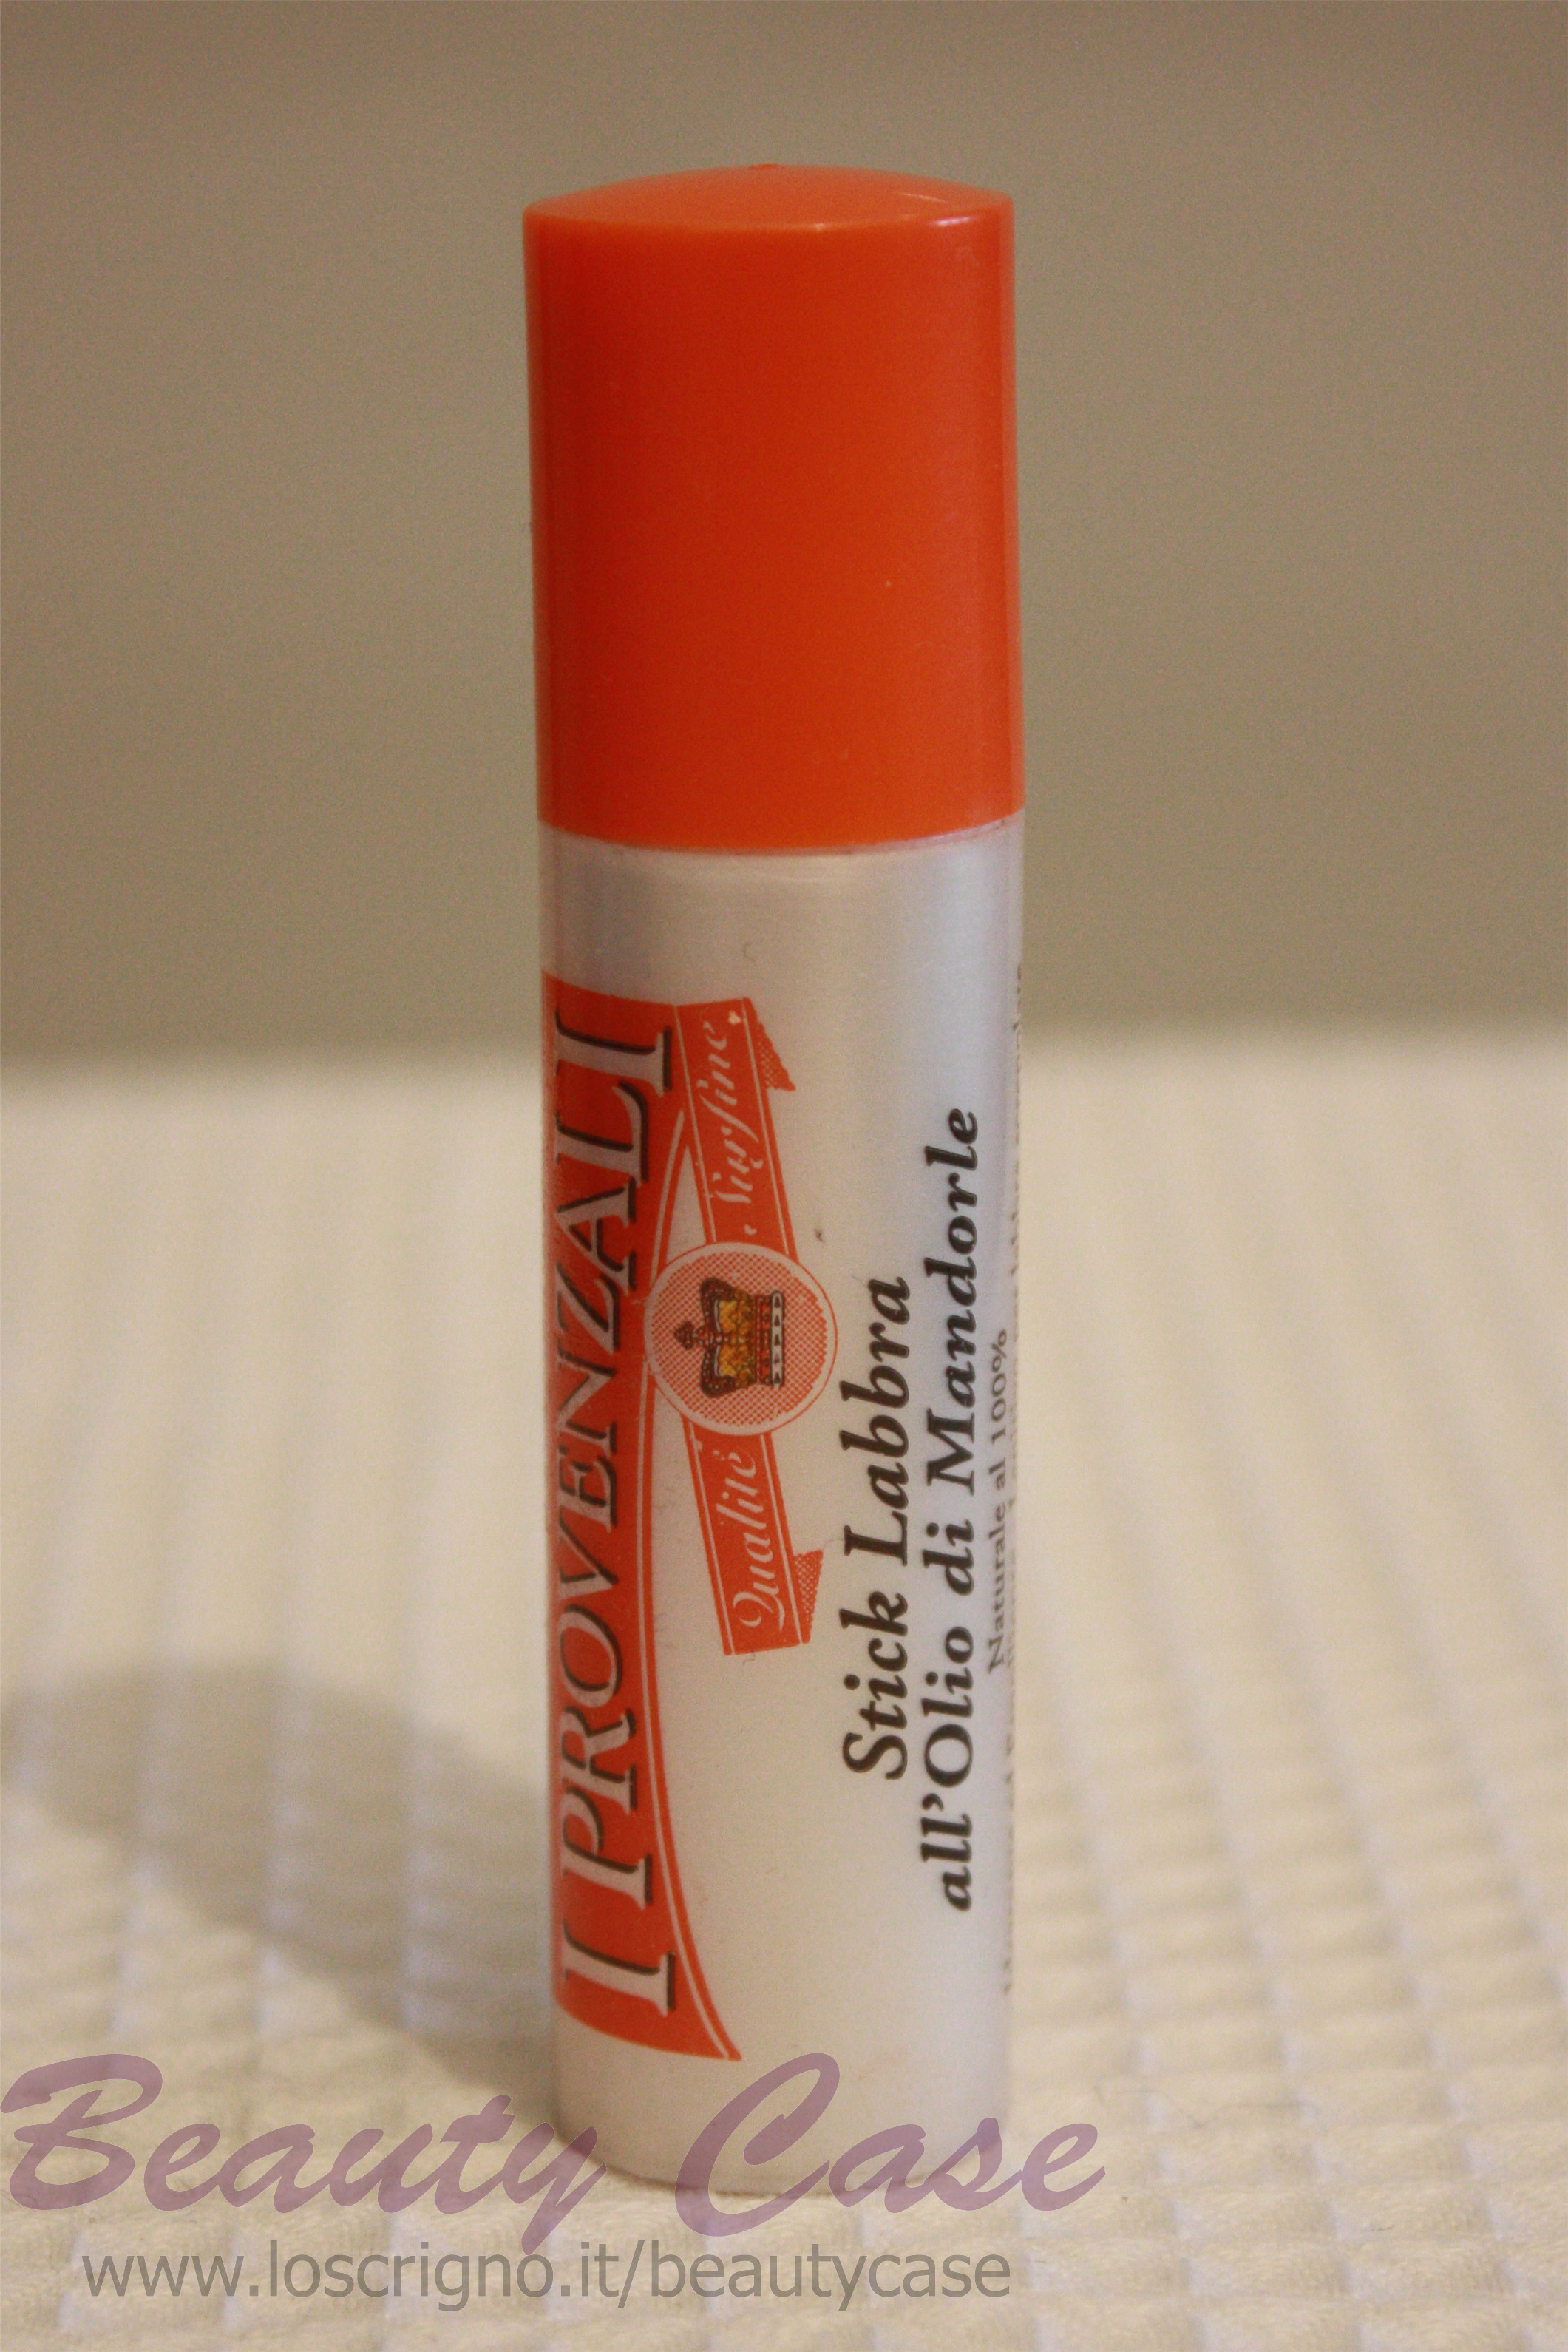 I PROVENZALI
Qualité Surfine
Stick Labbra
all'Olio di Mandorle
Naturale al 100%
Beauty Case
www.loscrigno.it/beautycase